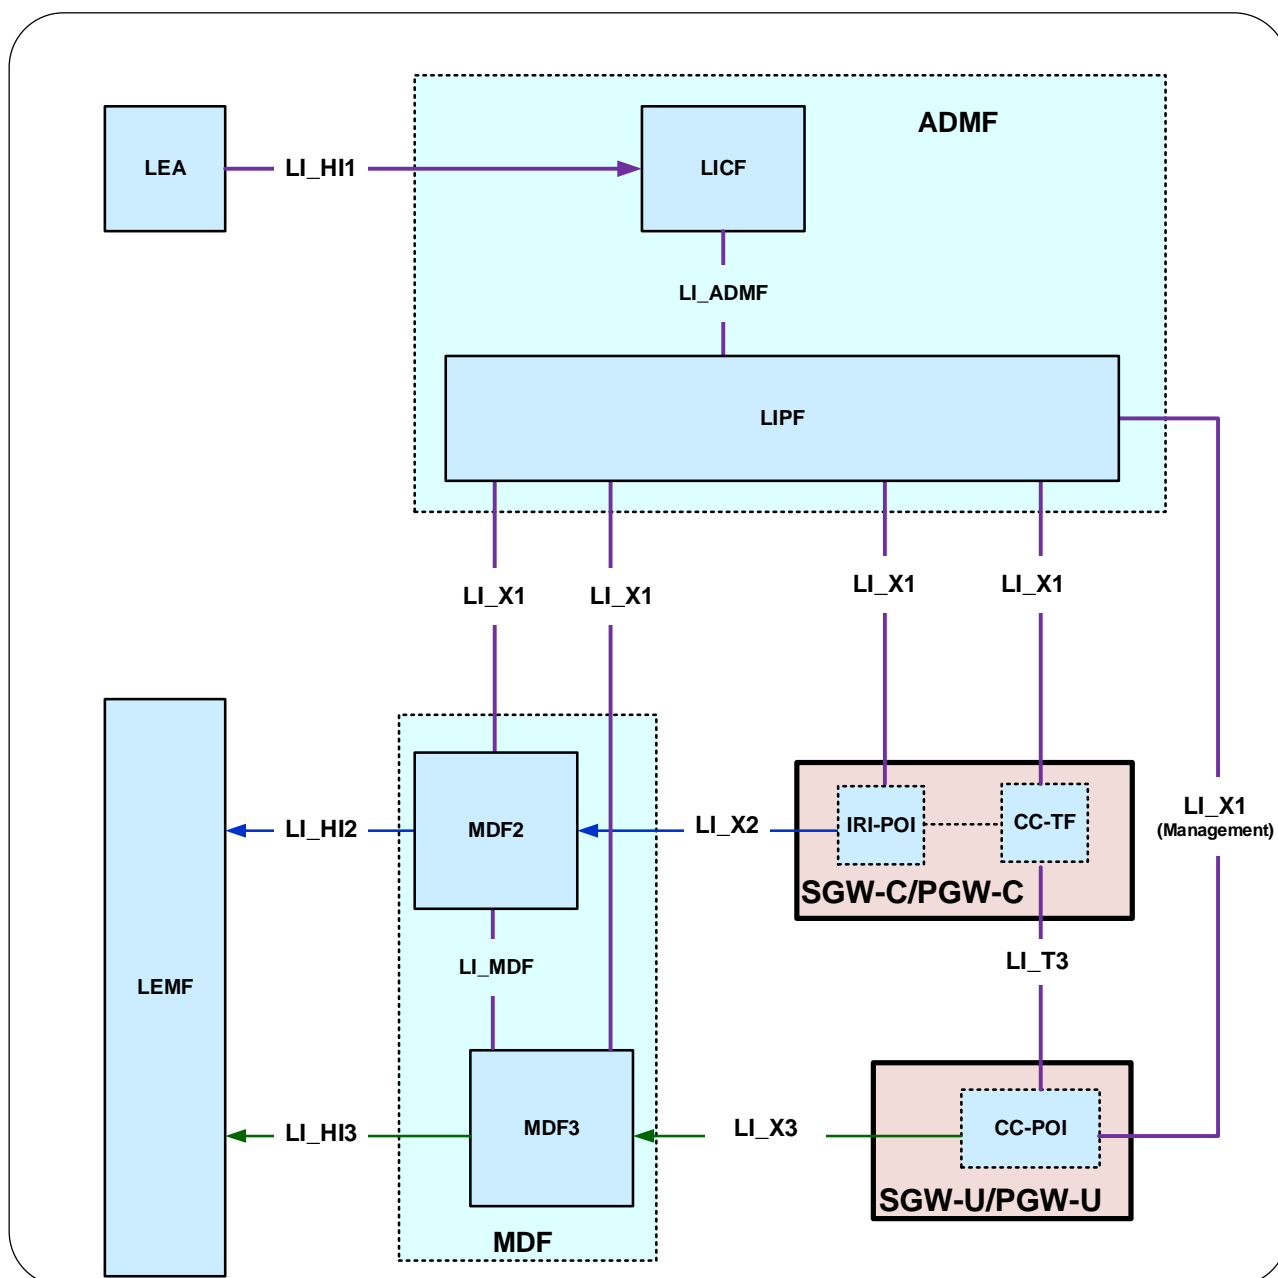 ADMF
LEA
LI_HI1
LICF
LI_ADMF
LIPF
LI_X1
LI_X1
LI_X1
LI_X1
LI_X1
(Management)
LI_HI2
MDF2
LI_X2
IRI-POI
CC-TF
SGW-C/PGW-C
LI_MDF
LI_T3
LEMF
LI_HI3
MDF3
LI_X3
CC-POI
SGW-U/PGW-U
MDF